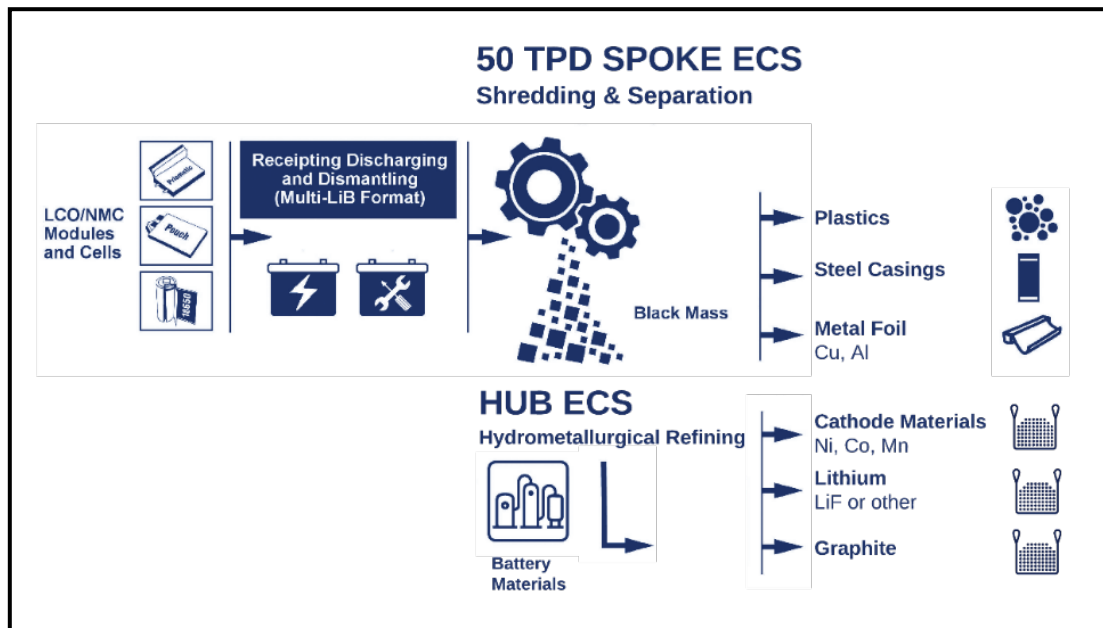 50 TPD SPOKE ECS
Shredding & Separation
LCO/NMC
Modules
and Cells
Prismatic
Pouch
18650
Receipting Discharging
and Dismantling
(Multi-LiB Format)
Black Mass
Plastics
Steel Casings
Metal Foil
Cu, Al
HUB ECS
Hydrometallurgical Refining
Battery
Materials
Cathode Materials
Ni, Co, Mn
Lithium
LiF or other
Graphite